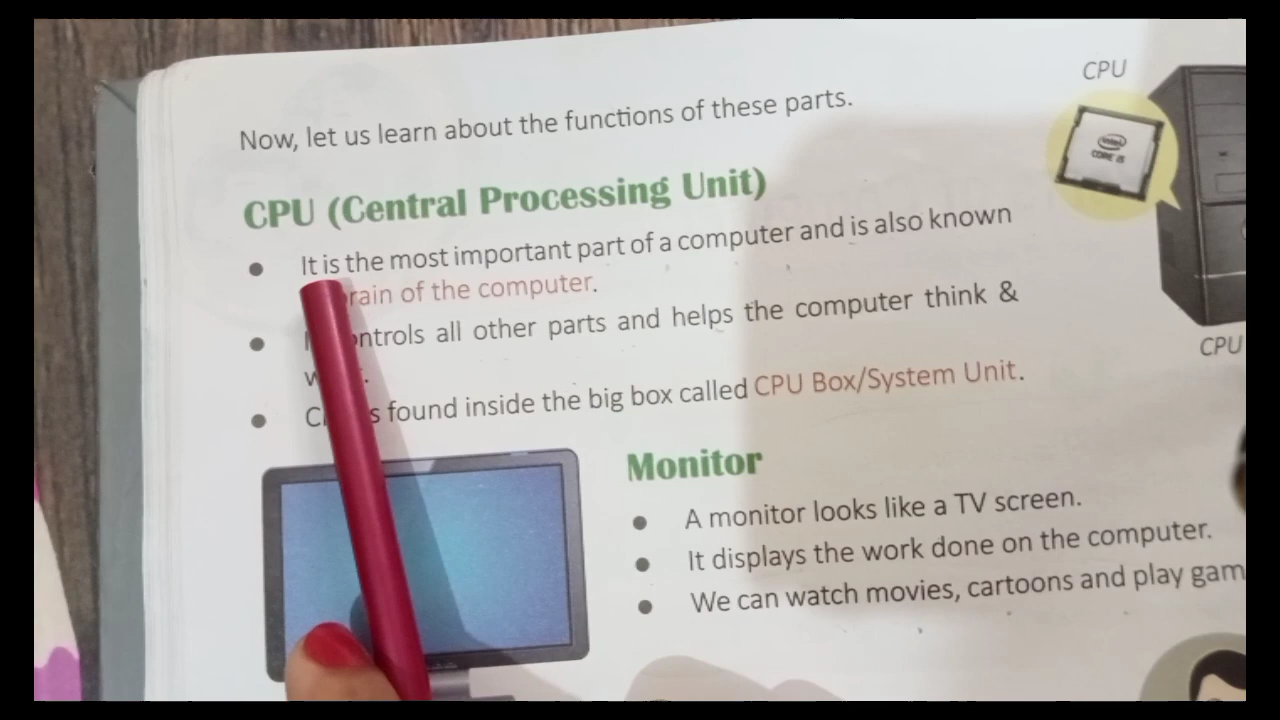 CPU
Now, let us learn about the functions of these parts.
intel
CORE i5
CPU (Central Processing Unit)
It is the most important part of a computer and is also known
of the computer.
all other parts and helps the computer think &
CPU
found inside the big box called CPU Box/System Unit.
Monitor
A monitor looks like a TV screen.
It displays the work done on the computer.
We can watch movies, cartoons and play gam